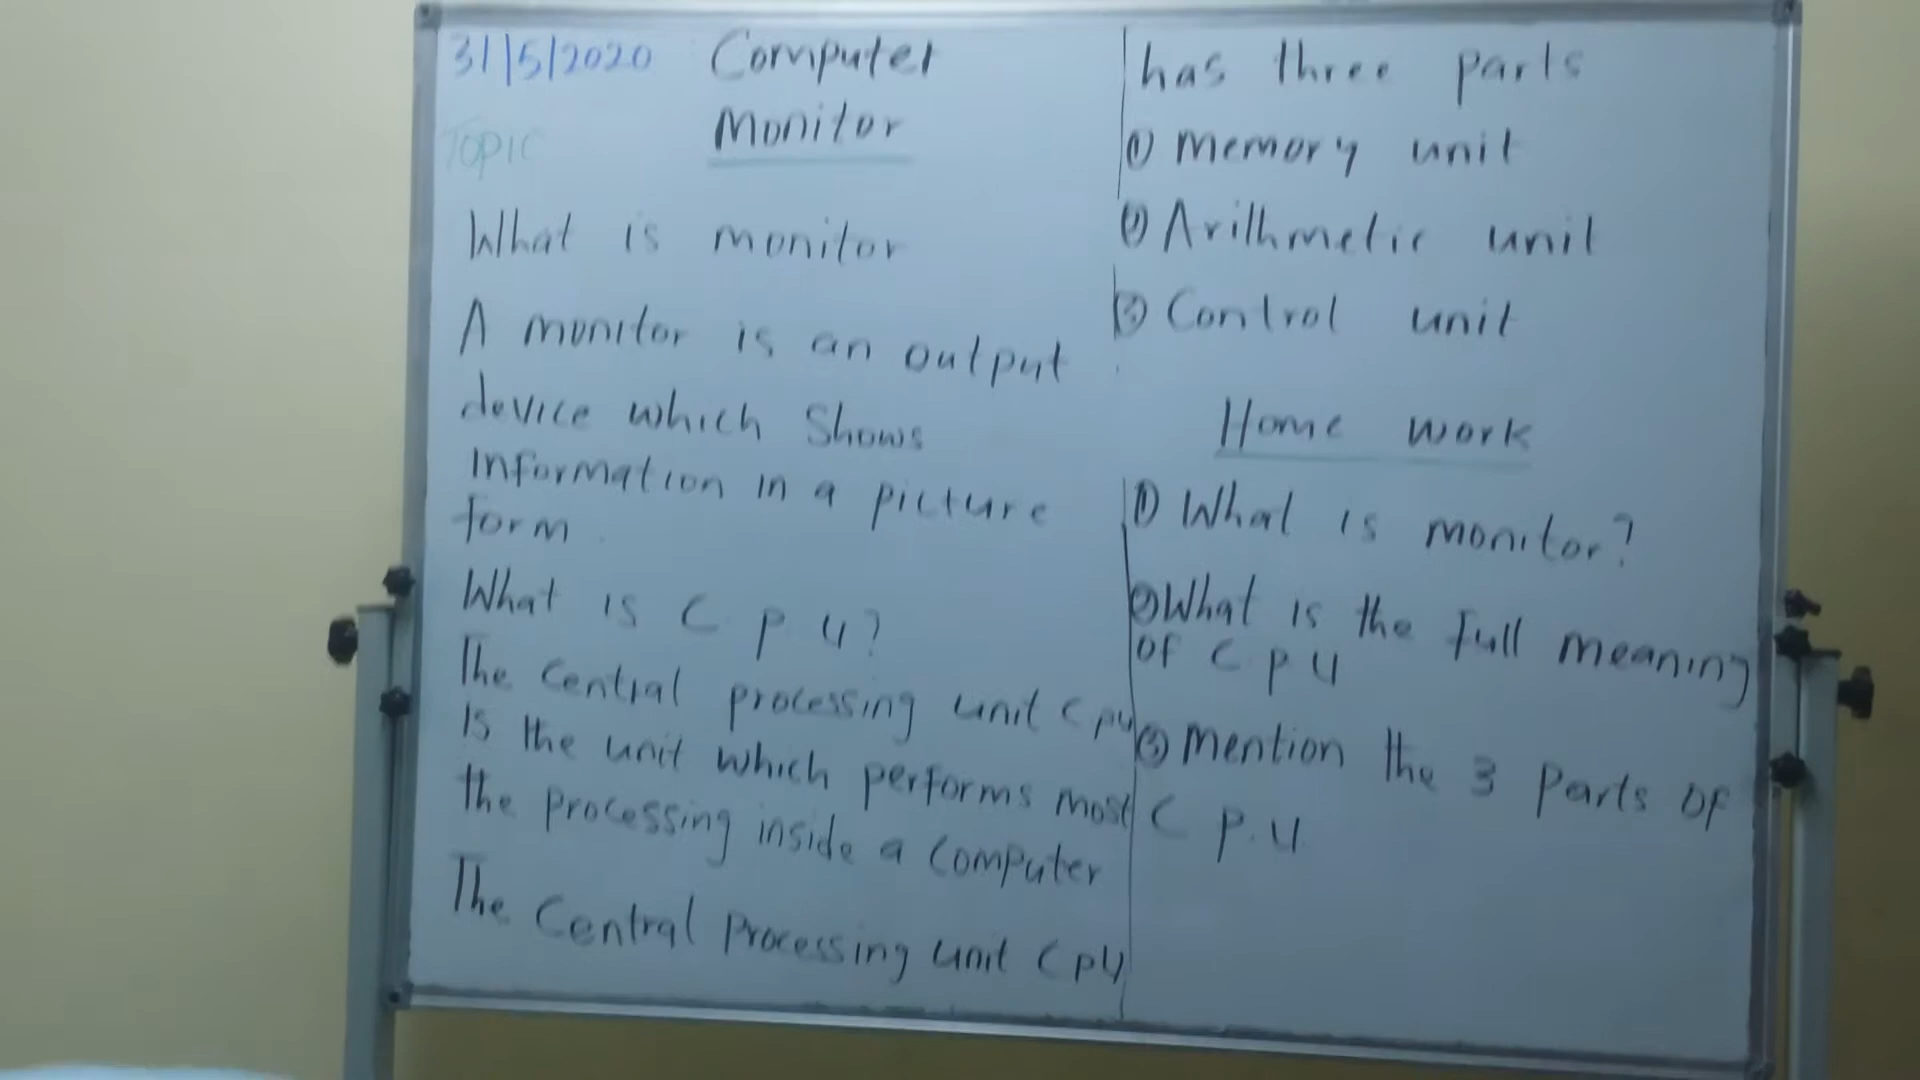 31/5/2020 Computer
Monitor
TOPIC
What is monitor
A monitor is an output
device which shows
information in a picture
form.
What is C P U?
The Central processing unit CPU
Is the unit which performs most
the processing inside a computer
The Central Processing unit CPU
has three parts
① memory unit
② Arithmetic unit
③ Control unit
Home work
① What is monitor?
② What is the full meaning
of C P U
③ mention the 3 parts of
C P.U